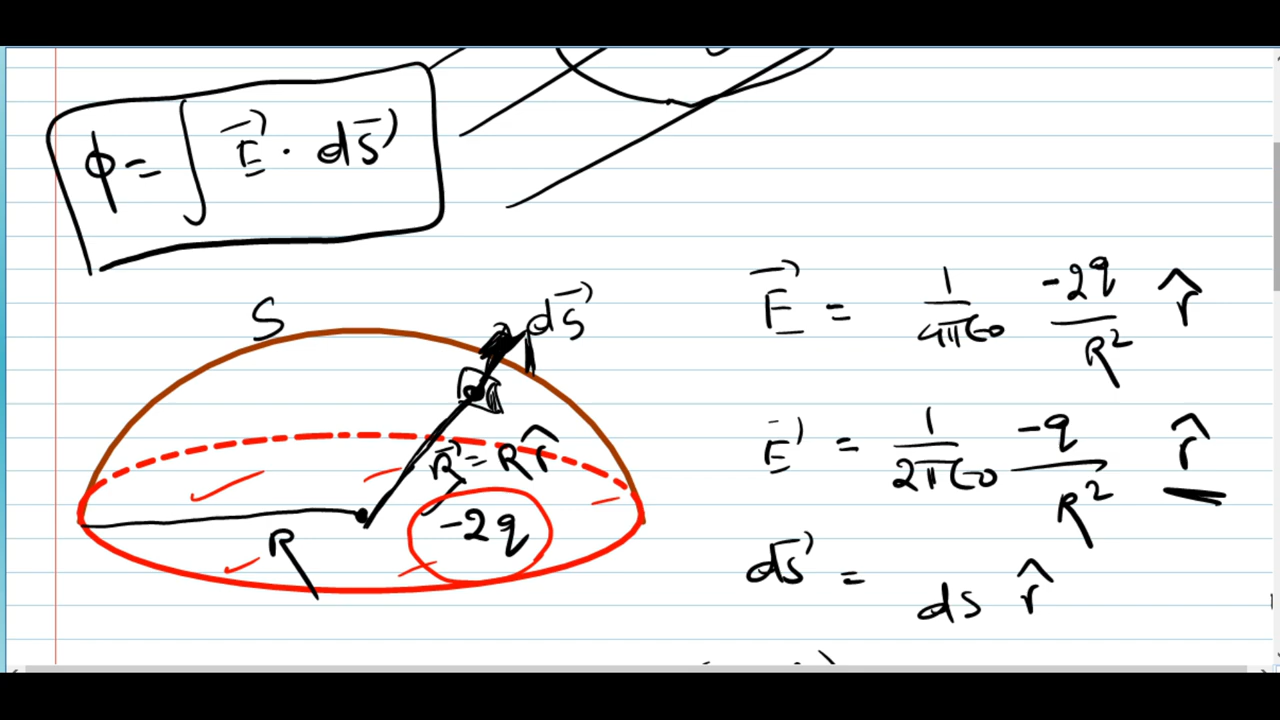 ϕ = ∫ E⃗ · dS⃗
S
dS⃗
E⃗ = 1/4πϵ0 -2q/R² r̂
R⃗ = R r̂
E⃗ = 1/2πϵ0 -q/R² r̂
-2q
R
dS⃗ = ds r̂